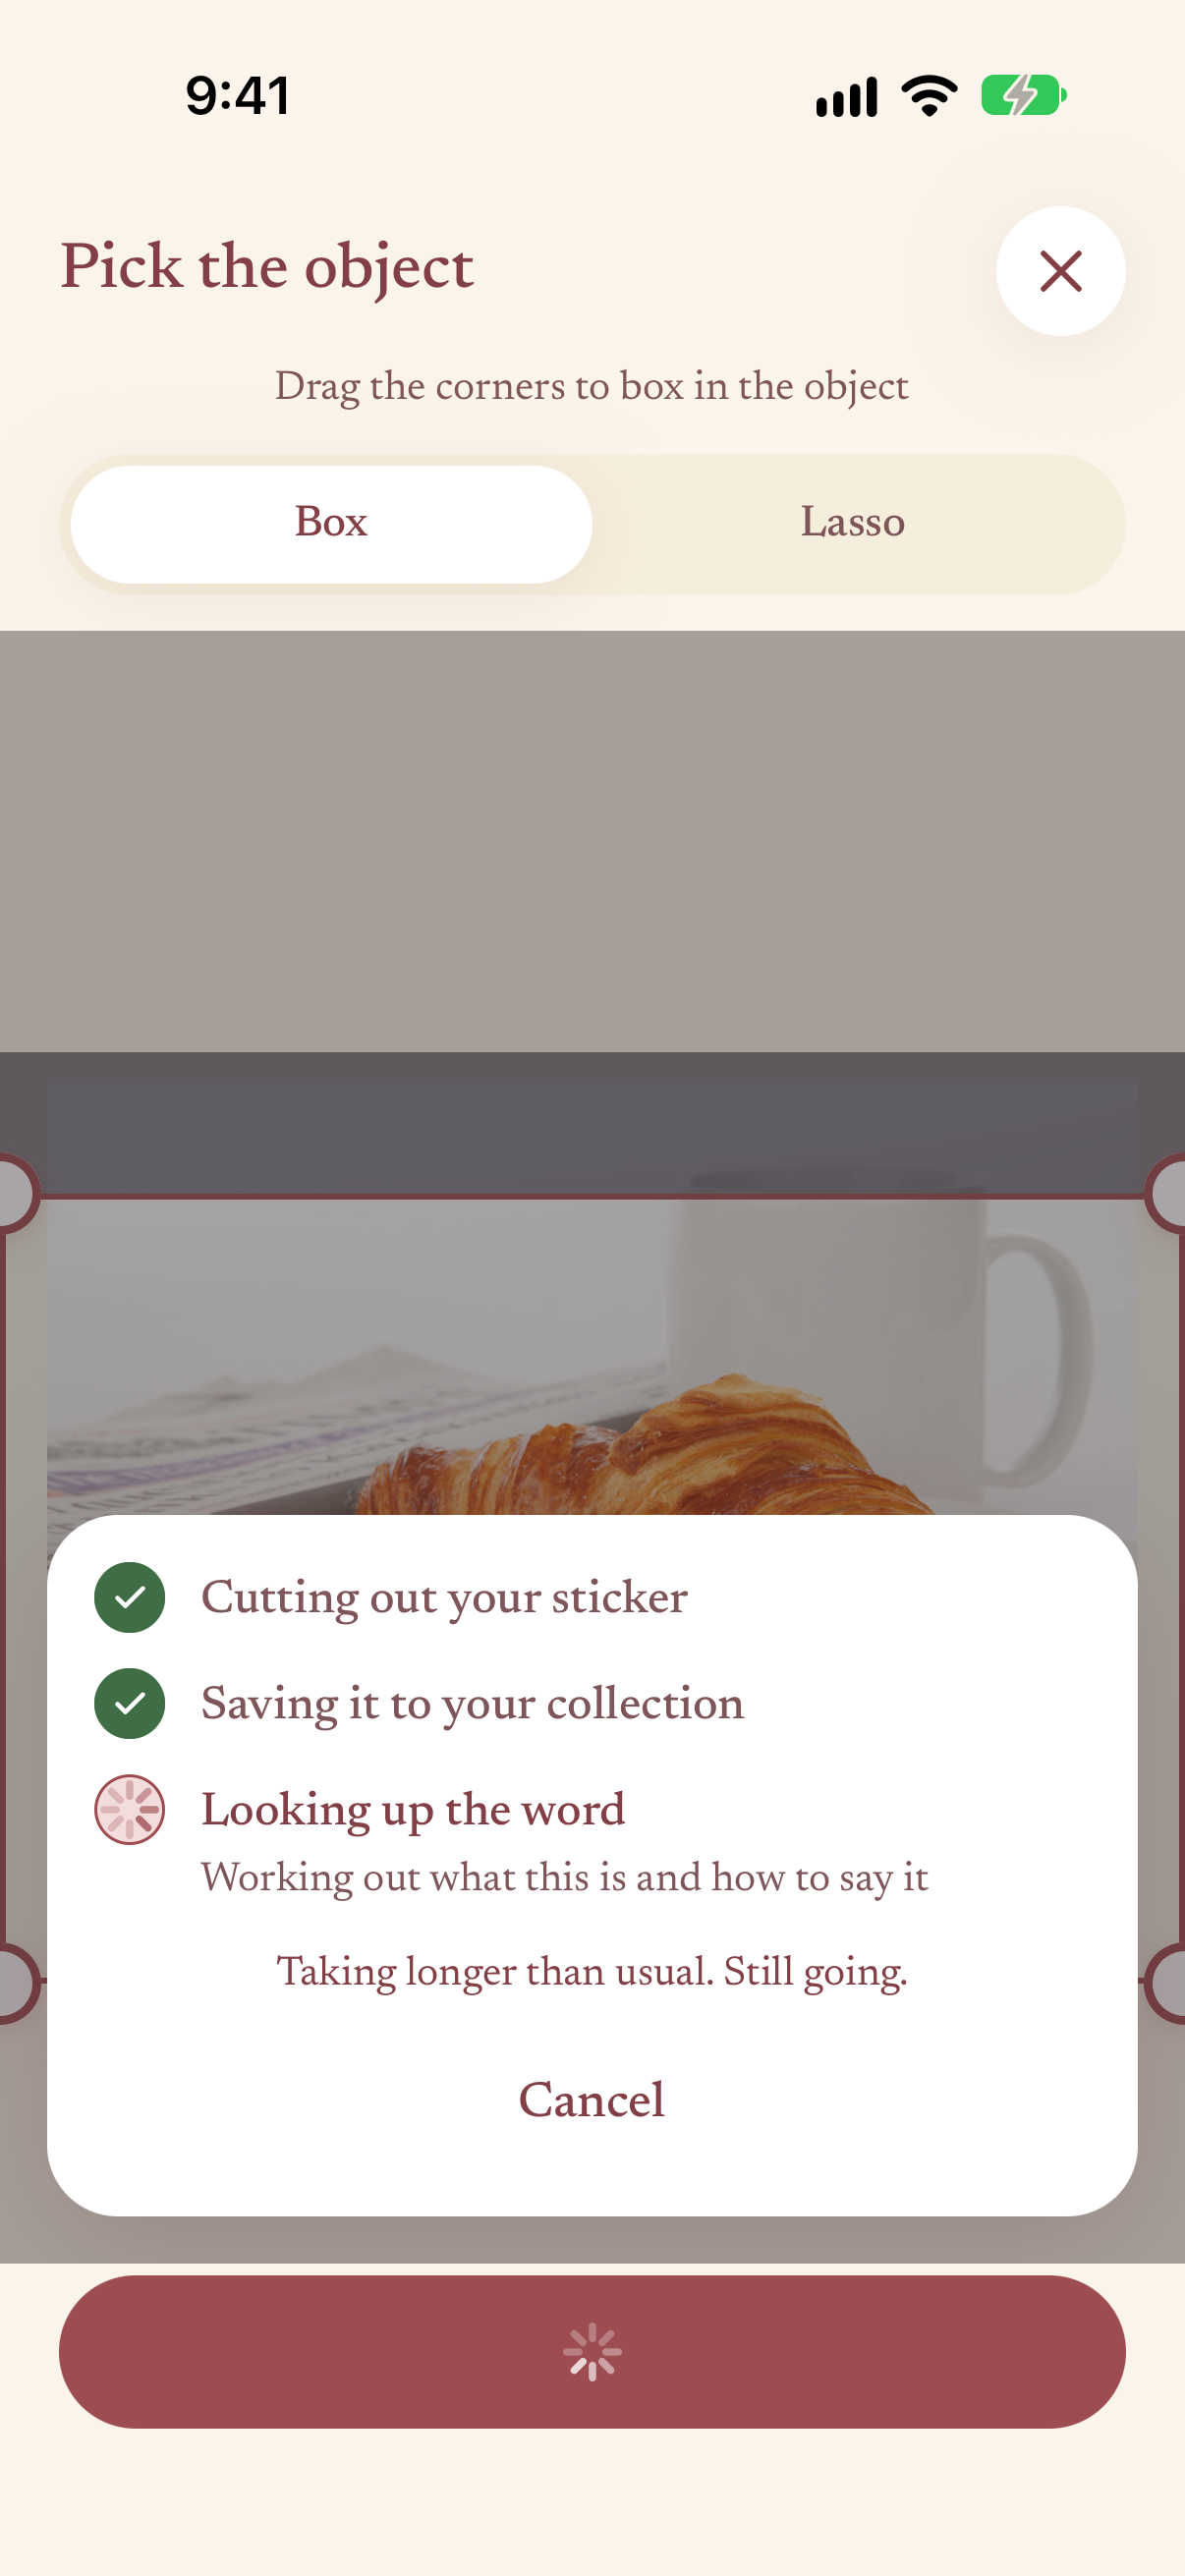 9:41
Pick the object
Drag the corners to box in the object
Box
Lasso
Cutting out your sticker
Saving it to your collection
Looking up the word
Working out what this is and how to say it
Taking longer than usual. Still going.
Cancel